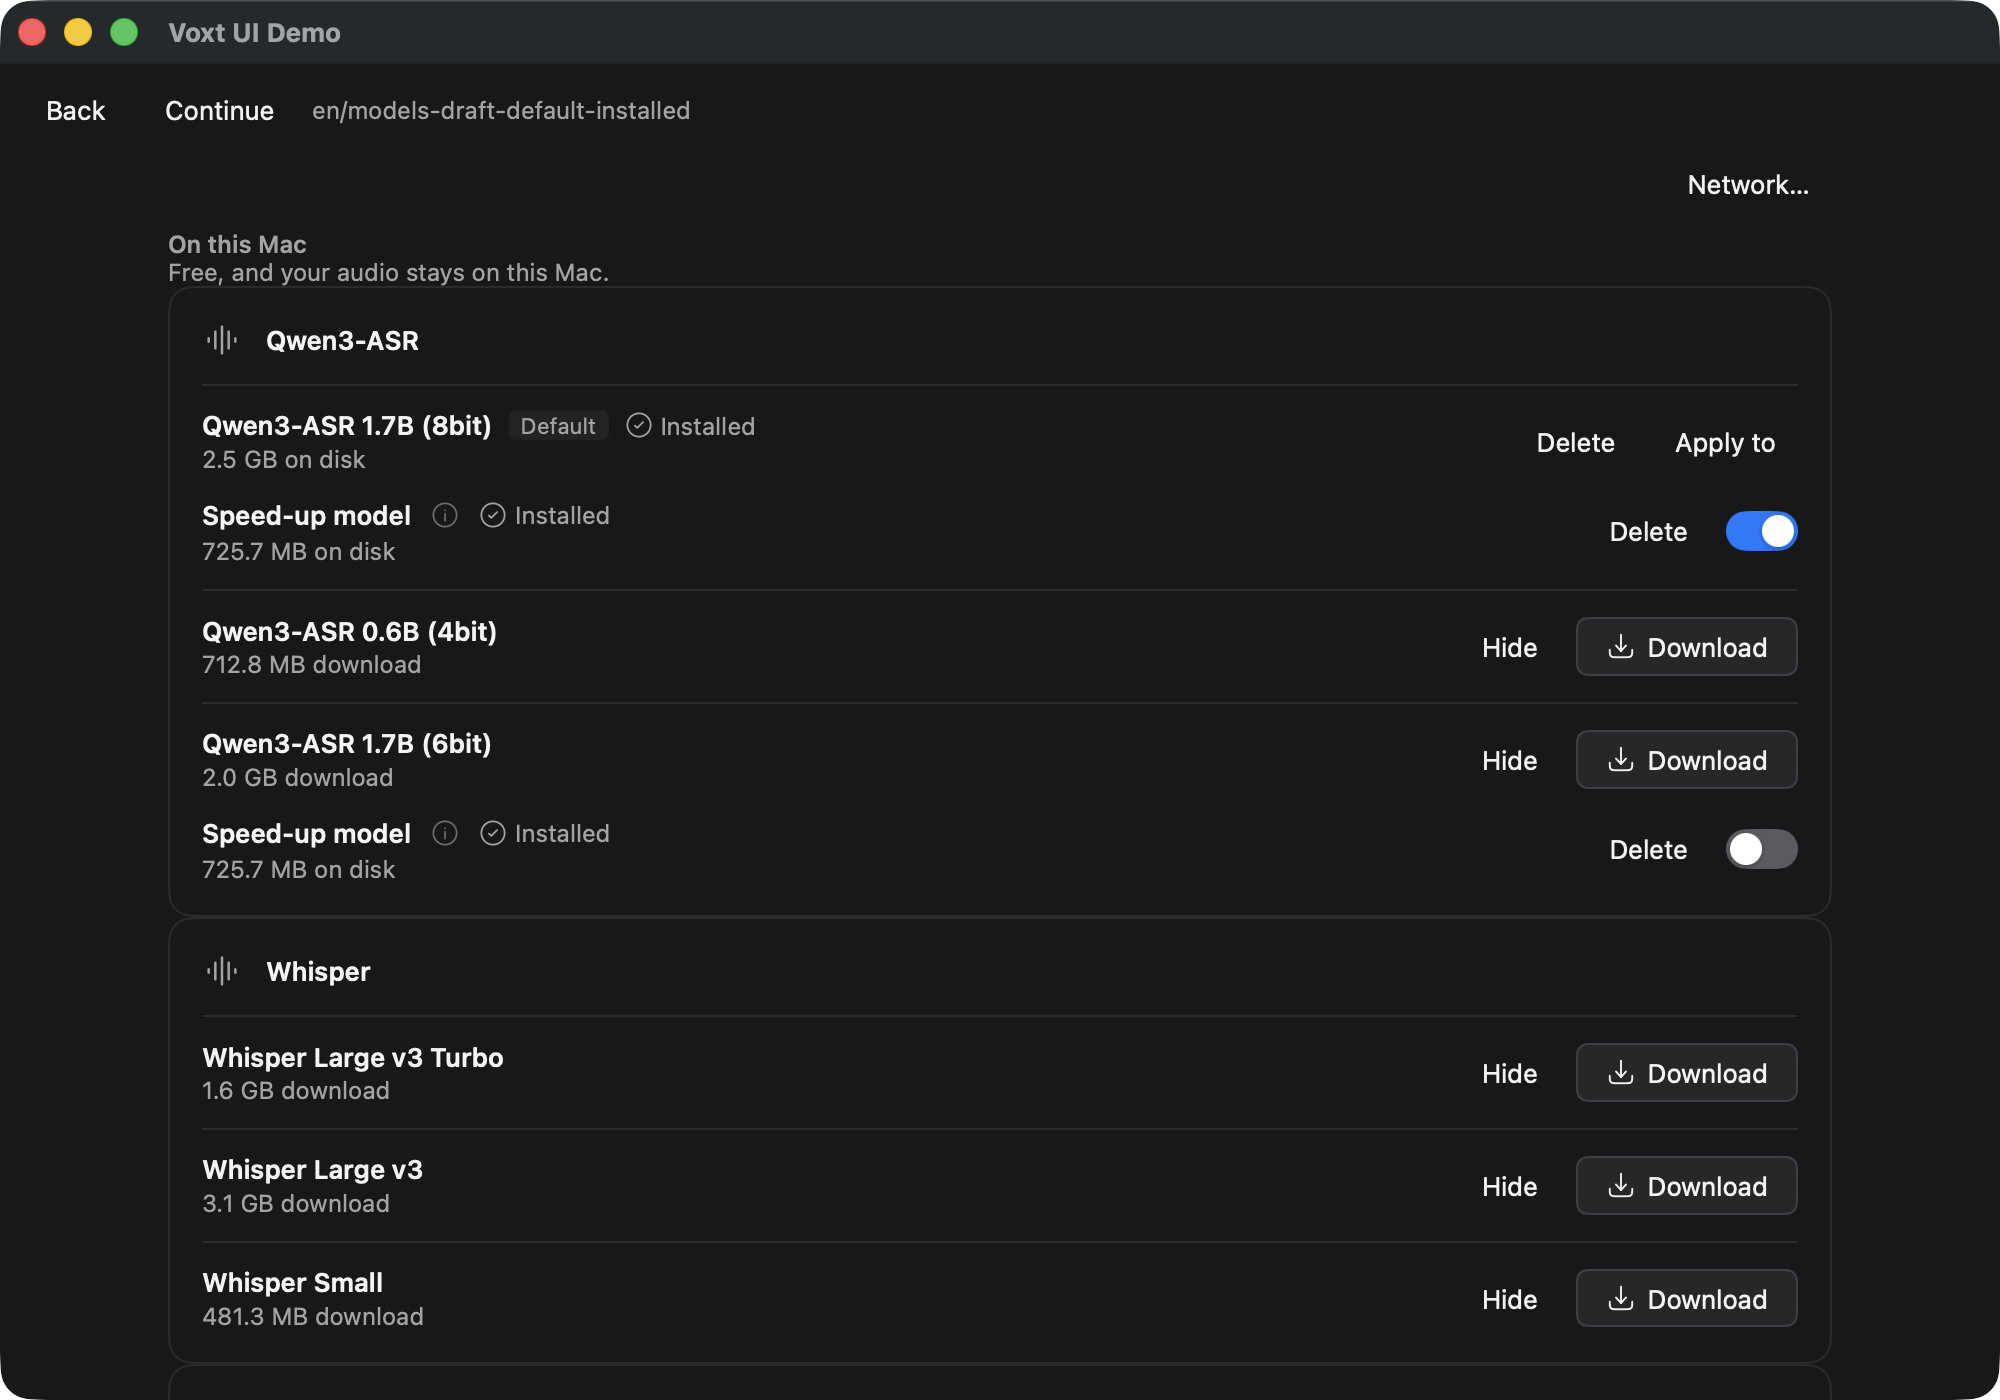 Voxt UI Demo
Back Continue en/models-draft-default-installed
Network...
On this Mac
Free, and your audio stays on this Mac.
Qwen3-ASR
Qwen3-ASR 1.7B (8bit) Default Installed
2.5 GB on disk
Delete Apply to
Speed-up model Installed
725.7 MB on disk
Delete
Qwen3-ASR 0.6B (4bit)
712.8 MB download
Hide Download
Qwen3-ASR 1.7B (6bit)
2.0 GB download
Hide Download
Speed-up model Installed
725.7 MB on disk
Delete
Whisper
Whisper Large v3 Turbo
1.6 GB download
Hide Download
Whisper Large v3
3.1 GB download
Hide Download
Whisper Small
481.3 MB download
Hide Download